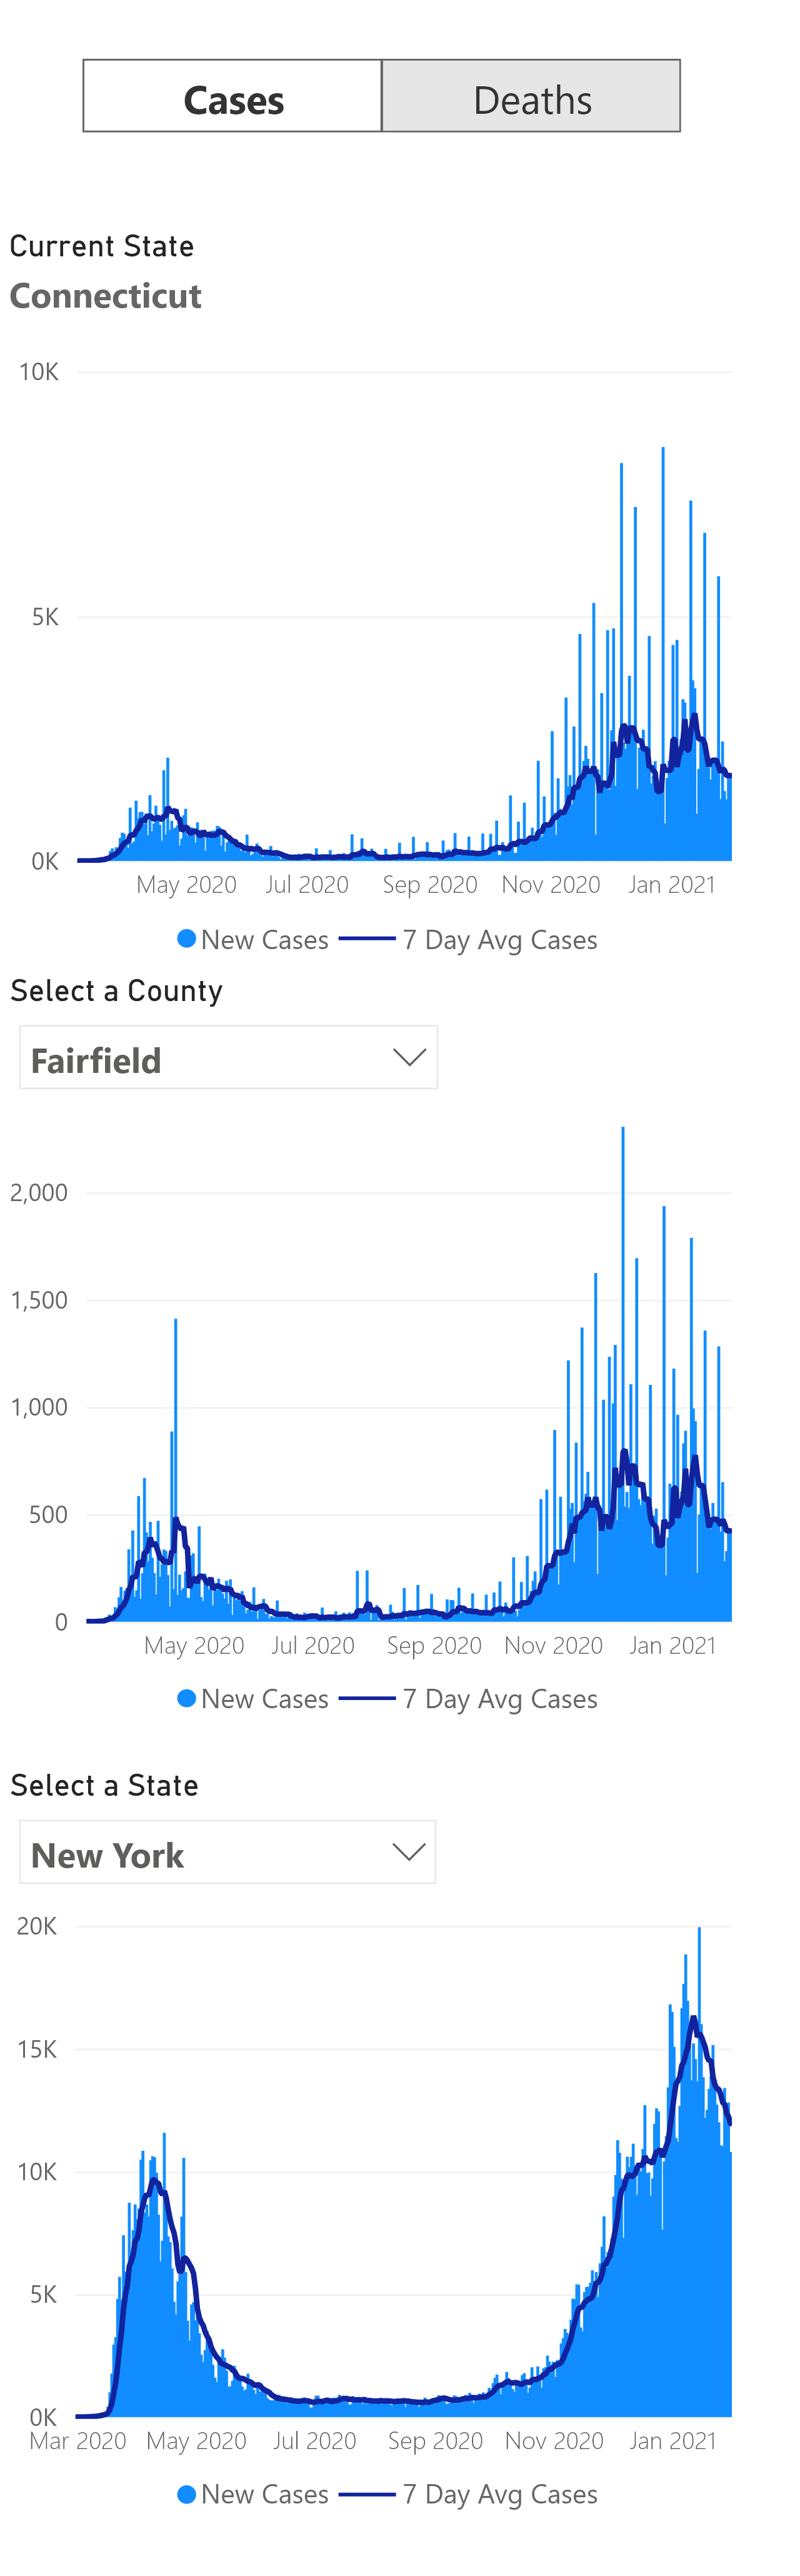 Cases Deaths
Current State
Connecticut
10K
5K
0K
May 2020 Jul 2020 Sep 2020 Nov 2020 Jan 2021
New Cases 7 Day Avg Cases
Select a County
Fairfield
2,000
1,500
1,000
500
0
May 2020 Jul 2020 Sep 2020 Nov 2020 Jan 2021
New Cases 7 Day Avg Cases
Select a State
New York
20K
15K
10K
5K
0K
Mar 2020 May 2020 Jul 2020 Sep 2020 Nov 2020 Jan 2021
New Cases 7 Day Avg Cases